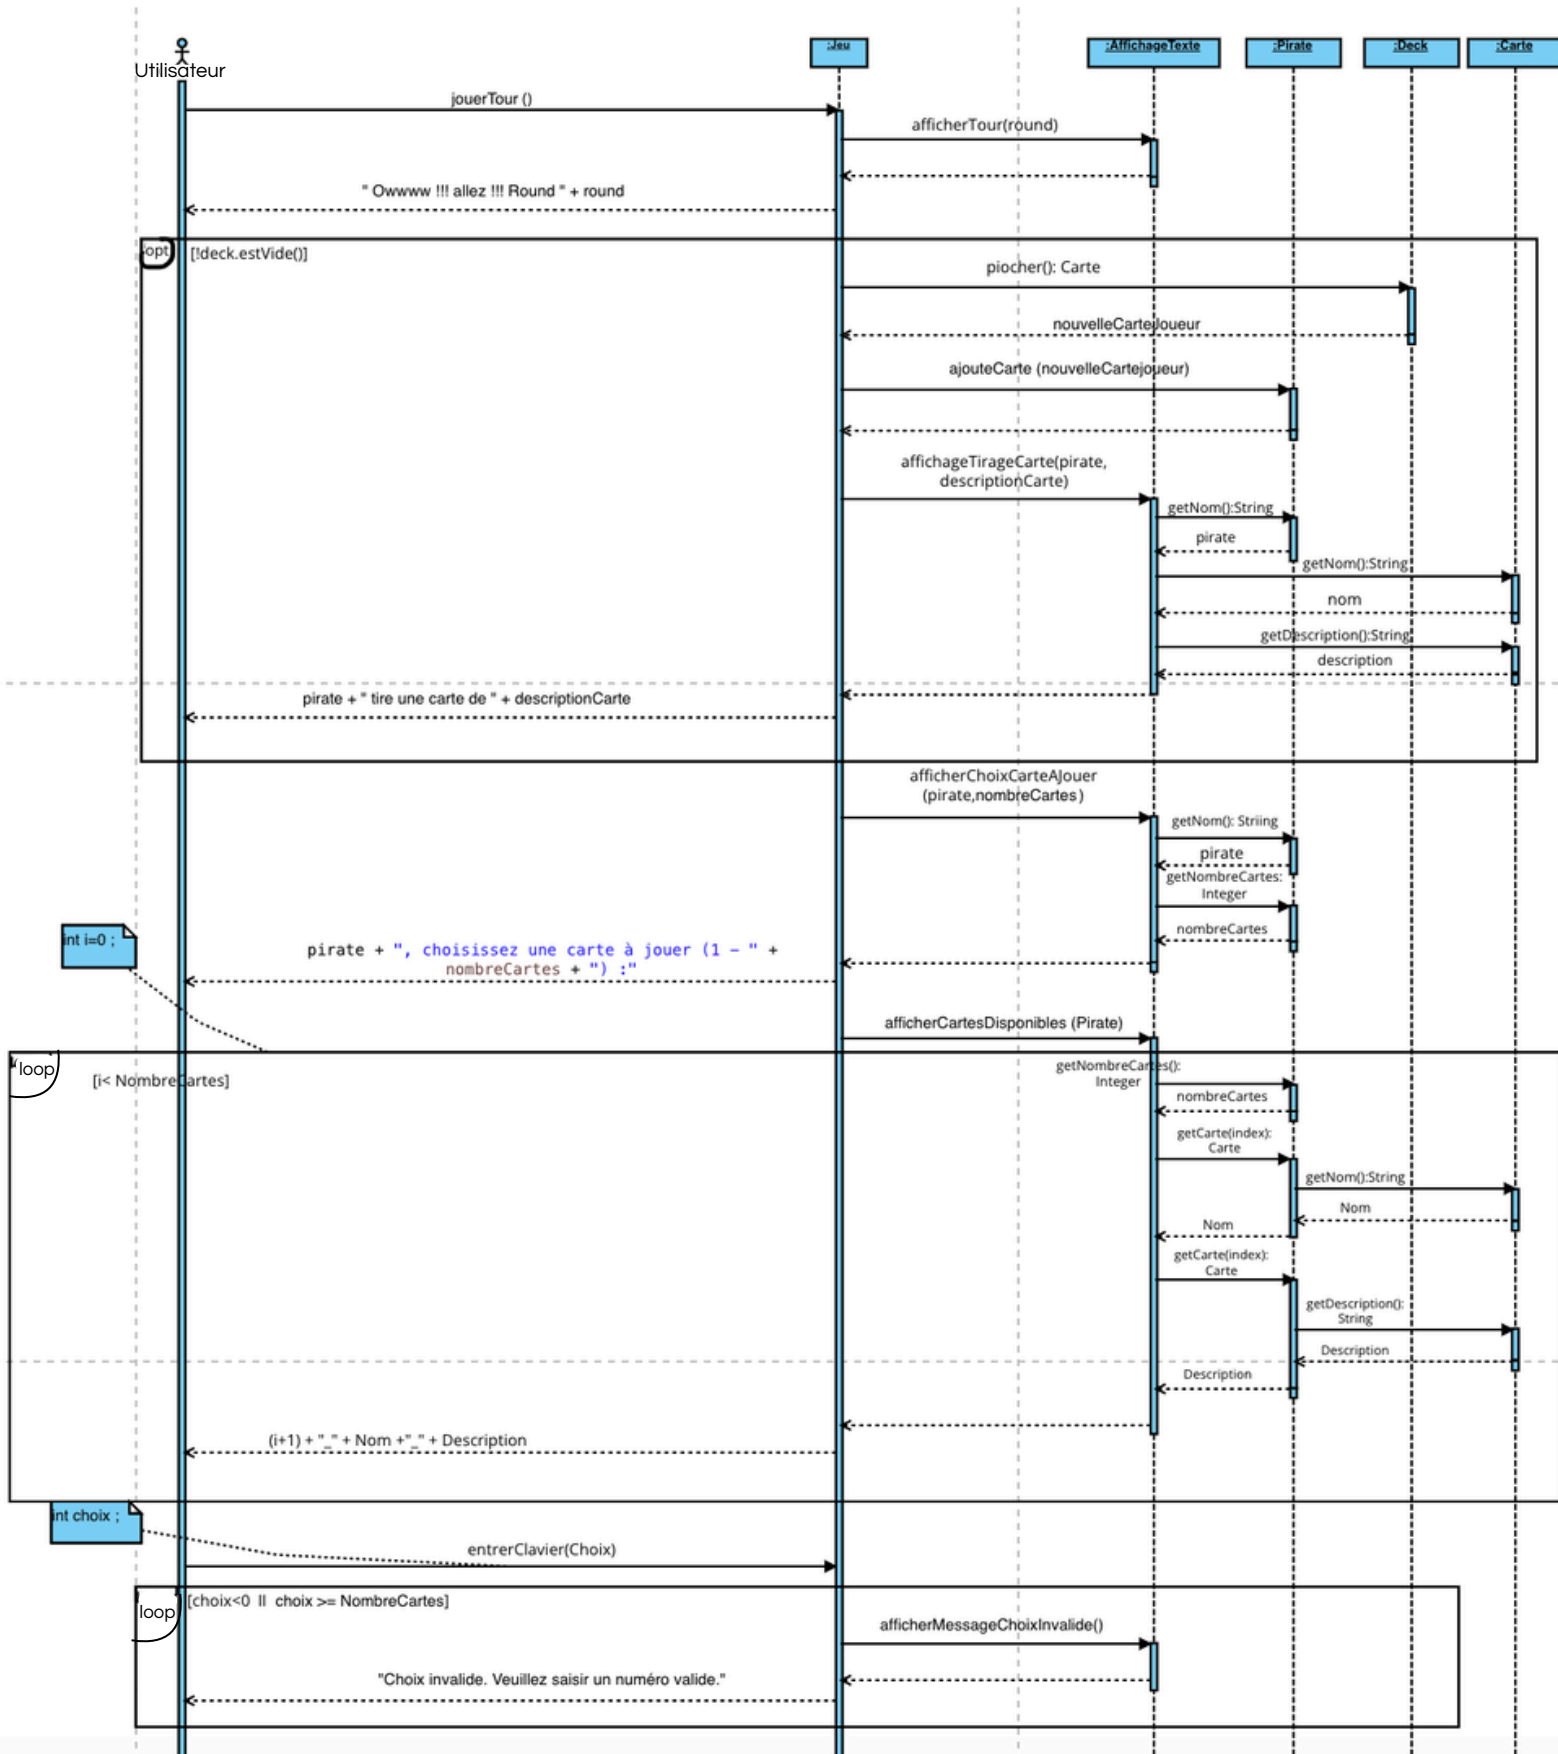 Utilisateur
:Jeu
:AffichageTexte
:Pirate
:Deck
:Carte
jouerTour ()
afficherTour(round)
" Owwww !!! allez !!! Round " + round
opt
[!deck.estVide()]
piocher(): Carte
nouvelleCarteJoueur
ajouteCarte (nouvelleCartejoueur)
affichageTirageCarte(pirate,
descriptionCarte)
getNom():String
pirate
getNom():String
nom
getDescription():String
description
pirate + " tire une carte de " + descriptionCarte
afficherChoixCarteAJouer
(pirate,nombreCartes)
getNom(): Striing
pirate
getNombreCartes:
Integer
nombreCartes
int i=0 ;
pirate + ", choisissez une carte à jouer (1 – " +
nombreCartes + ") :"
afficherCartesDisponibles (Pirate)
loop
[i< NombreCartes]
getNombreCartes():
Integer
nombreCartes
getCarte(index):
Carte
getNom():String
Nom
Nom
getCarte(index):
Carte
getDescription():
String
Description
Description
(i+1) + "_" + Nom +"_" + Description
int choix ;
entrerClavier(Choix)
loop
[choix<0 || choix >= NombreCartes]
afficherMessageChoixInvalide()
"Choix invalide. Veuillez saisir un numéro valide."